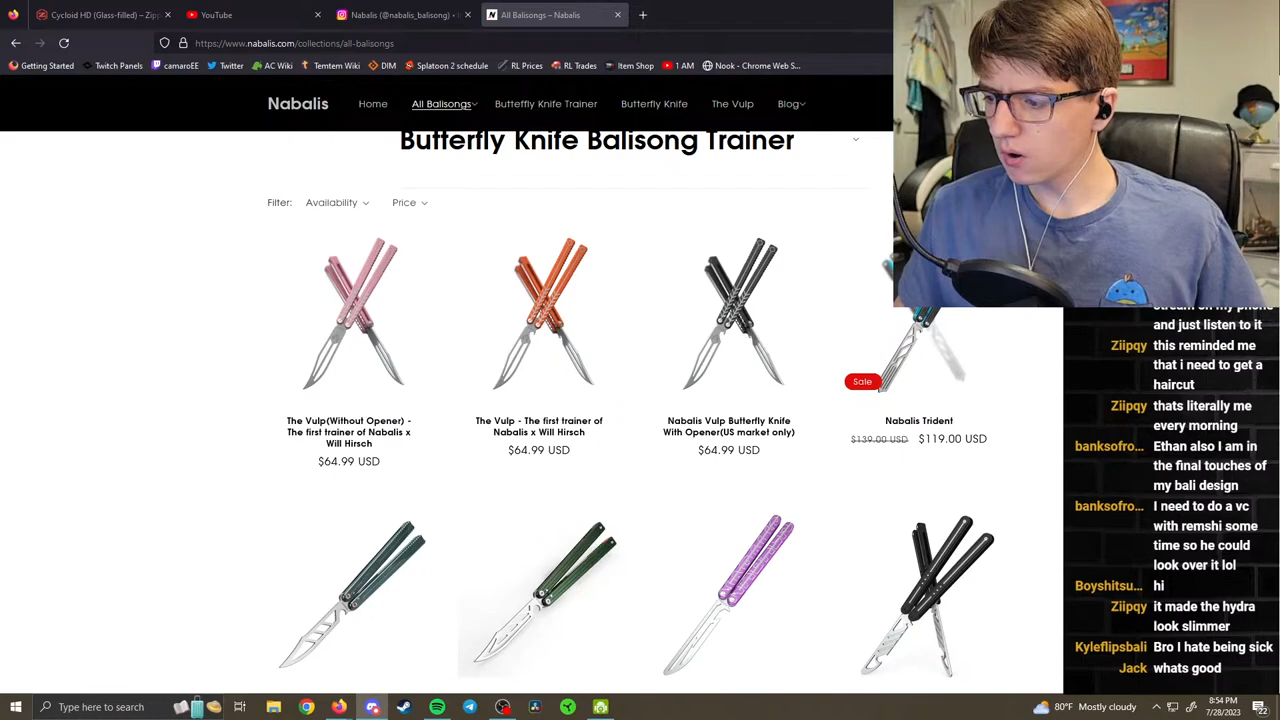 Cycloid HD (Glass-filled) – Zipp
YouTube
Nabalis (@nabalis_balisong) •
All Balisongs – Nabalis
https://www.nabalis.com/collections/all-balisongs
Getting Started
Twitch Panels
camaroEE
Twitter
AC Wiki
Temtem Wiki
DIM
Splatoon 2 schedule
RL Prices
RL Trades
Item Shop
1 AM
Nook - Chrome Web S...
Nabalis
Home
All Balisongs
Butterfly Knife Trainer
Butterfly Knife
The Vulp
Blog
Butterfly Knife Balisong Trainer
Filter:
Availability
Price
Sale
The Vulp(Without Opener) -
The first trainer of Nabalis x
Will Hirsch
$64.99 USD
The Vulp - The first trainer of
Nabalis x Will Hirsch
$64.99 USD
Nabalis Vulp Butterfly Knife
With Opener(US market only)
$64.99 USD
Nabalis Trident
$139.00 USD $119.00 USD
stream on my phone
and just listen to it
Ziipqy this reminded me
that i need to get a
haircut
Ziipqy thats literally me
every morning
banksofro... Ethan also I am in
the final touches of
my bali design
banksofro... I need to do a vc
with remshi some
time so he could
look over it lol
Boyshitsu... hi
Ziipqy it made the hydra
look slimmer
Kyleflipsbali Bro I hate being sick
Jack whats good
Type here to search
80°F Mostly cloudy
8:54 PM
7/28/2023
22